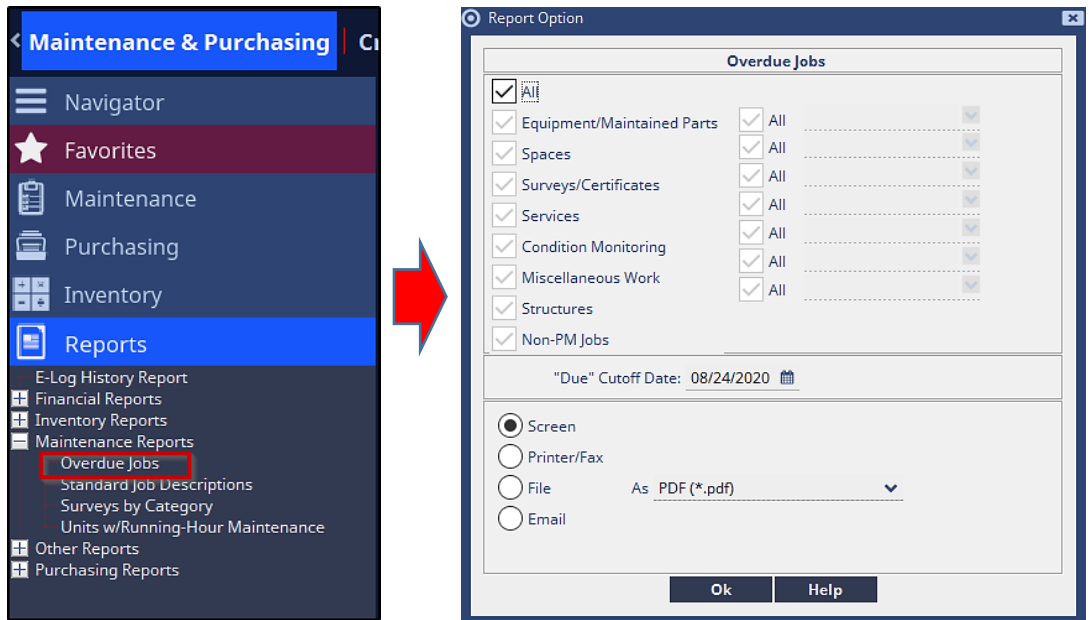 Maintenance & Purchasing
Navigator
Favorites
Maintenance
Purchasing
Inventory
Reports
E-Log History Report
Financial Reports
Inventory Reports
Maintenance Reports
Overdue Jobs
Standard Job Descriptions
Surveys by Category
Units w/Running-Hour Maintenance
Other Reports
Purchasing Reports
Report Option
Overdue Jobs
All
Equipment/Maintained Parts All
Spaces All
Surveys/Certificates All
Services All
Condition Monitoring All
Miscellaneous Work All
Structures All
Non-PM Jobs
"Due" Cutoff Date: 08/24/2020
Screen
Printer/Fax
File As PDF (*.pdf)
Email
Ok Help